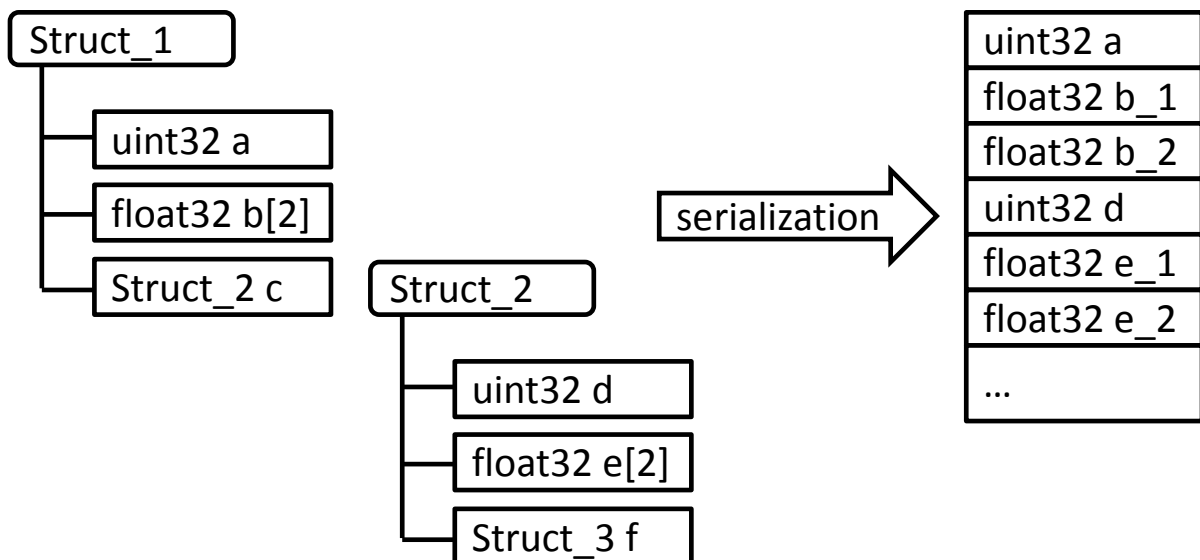 Struct_1
uint32 a
float32 b[2]
Struct_2 c
Struct_2
uint32 d
float32 e[2]
Struct_3 f
serialization
uint32 a
float32 b_1
float32 b_2
uint32 d
float32 e_1
float32 e_2
...